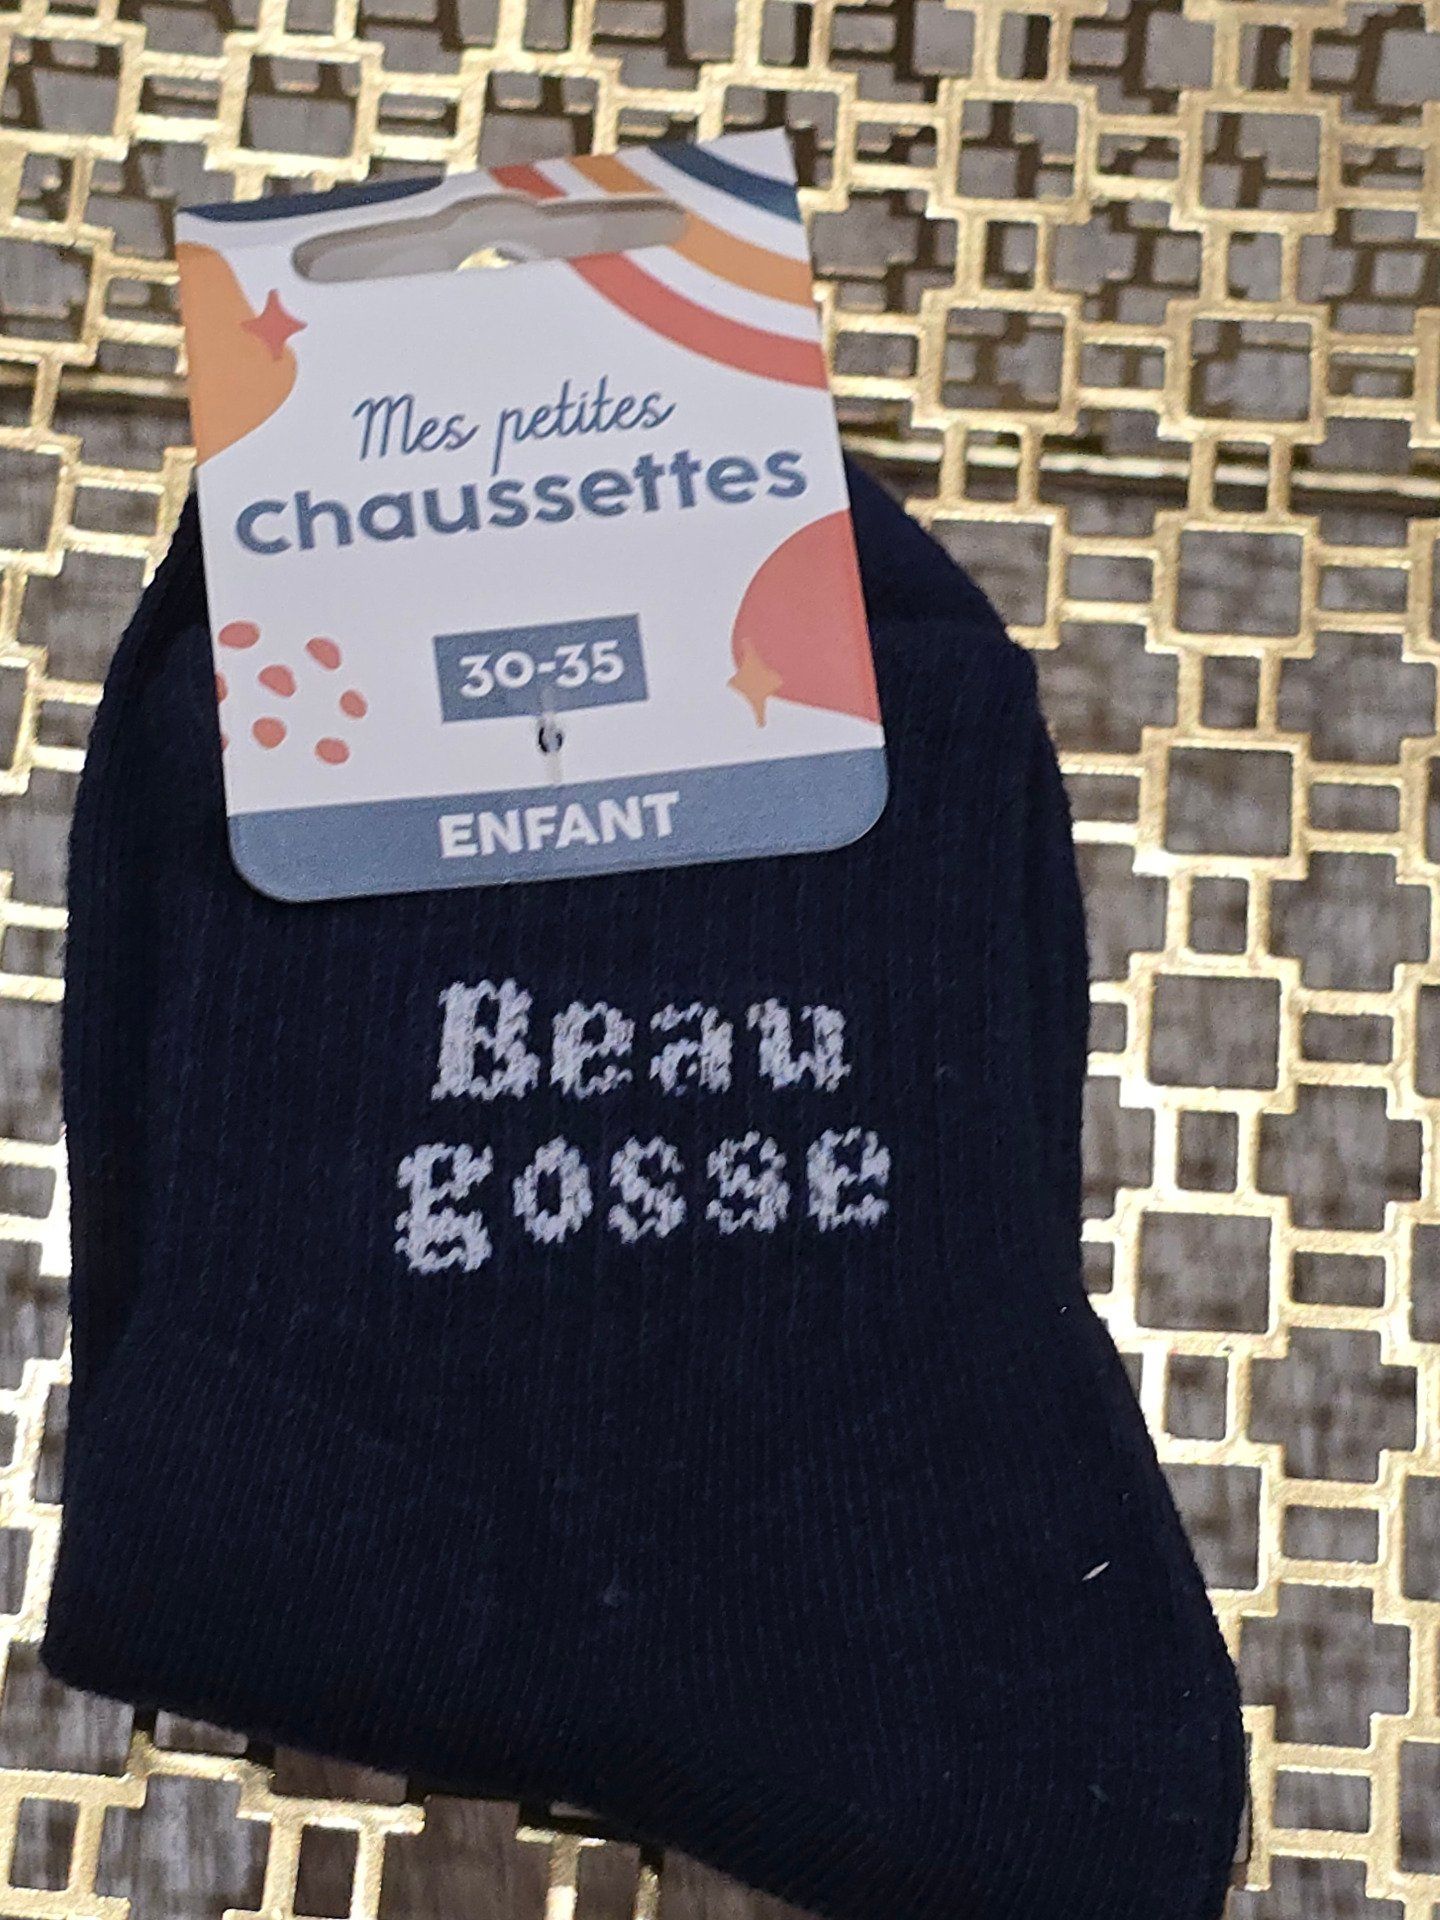 Mes petites
chaussettes
30-35
ENFANT
Beau
gosse